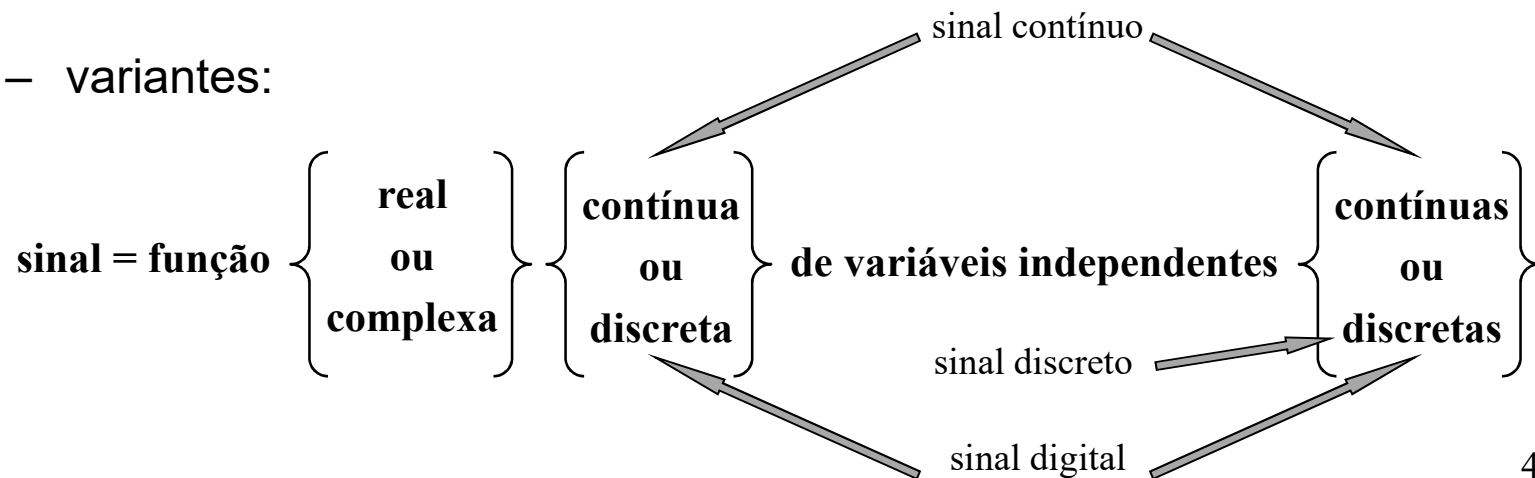 sinal contínuo
– variantes:
real
contínua
contínuas
sinal = função
ou
ou
de variáveis independentes
ou
complexa
discreta
discretas
sinal discreto
sinal digital
4